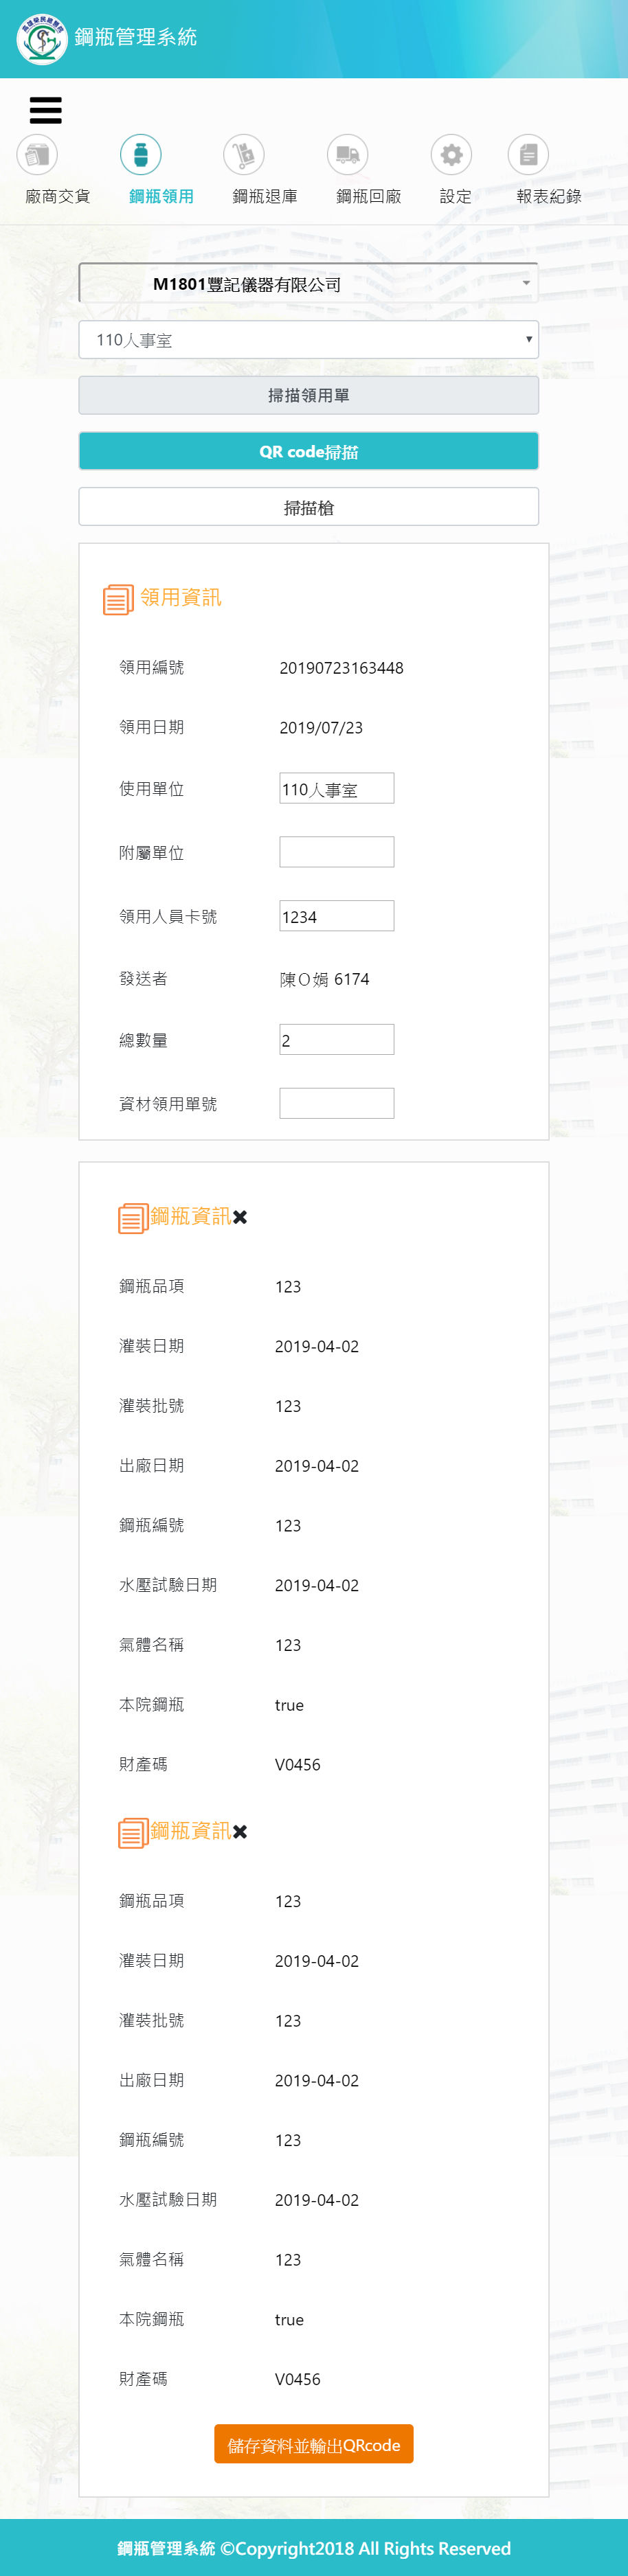 鋼瓶管理系統
廠商交貨 鋼瓶領用 鋼瓶退庫 鋼瓶回廠 設定 報表紀錄
M1801豐記儀器有限公司
110人事室
掃描領用單
QR code掃描
掃描槍
領用資訊
領用編號 20190723163448
領用日期 2019/07/23
使用單位 110人事室
附屬單位
領用人員卡號 1234
發送者 陳O娟 6174
總數量 2
資材領用單號
鋼瓶資訊
鋼瓶品項 123
灌裝日期 2019-04-02
灌裝批號 123
出廠日期 2019-04-02
鋼瓶編號 123
水壓試驗日期 2019-04-02
氣體名稱 123
本院鋼瓶 true
財產碼 V0456
鋼瓶資訊
鋼瓶品項 123
灌裝日期 2019-04-02
灌裝批號 123
出廠日期 2019-04-02
鋼瓶編號 123
水壓試驗日期 2019-04-02
氣體名稱 123
本院鋼瓶 true
財產碼 V0456
儲存資料並輸出QRcode
鋼瓶管理系統 ©Copyright2018 All Rights Reserved